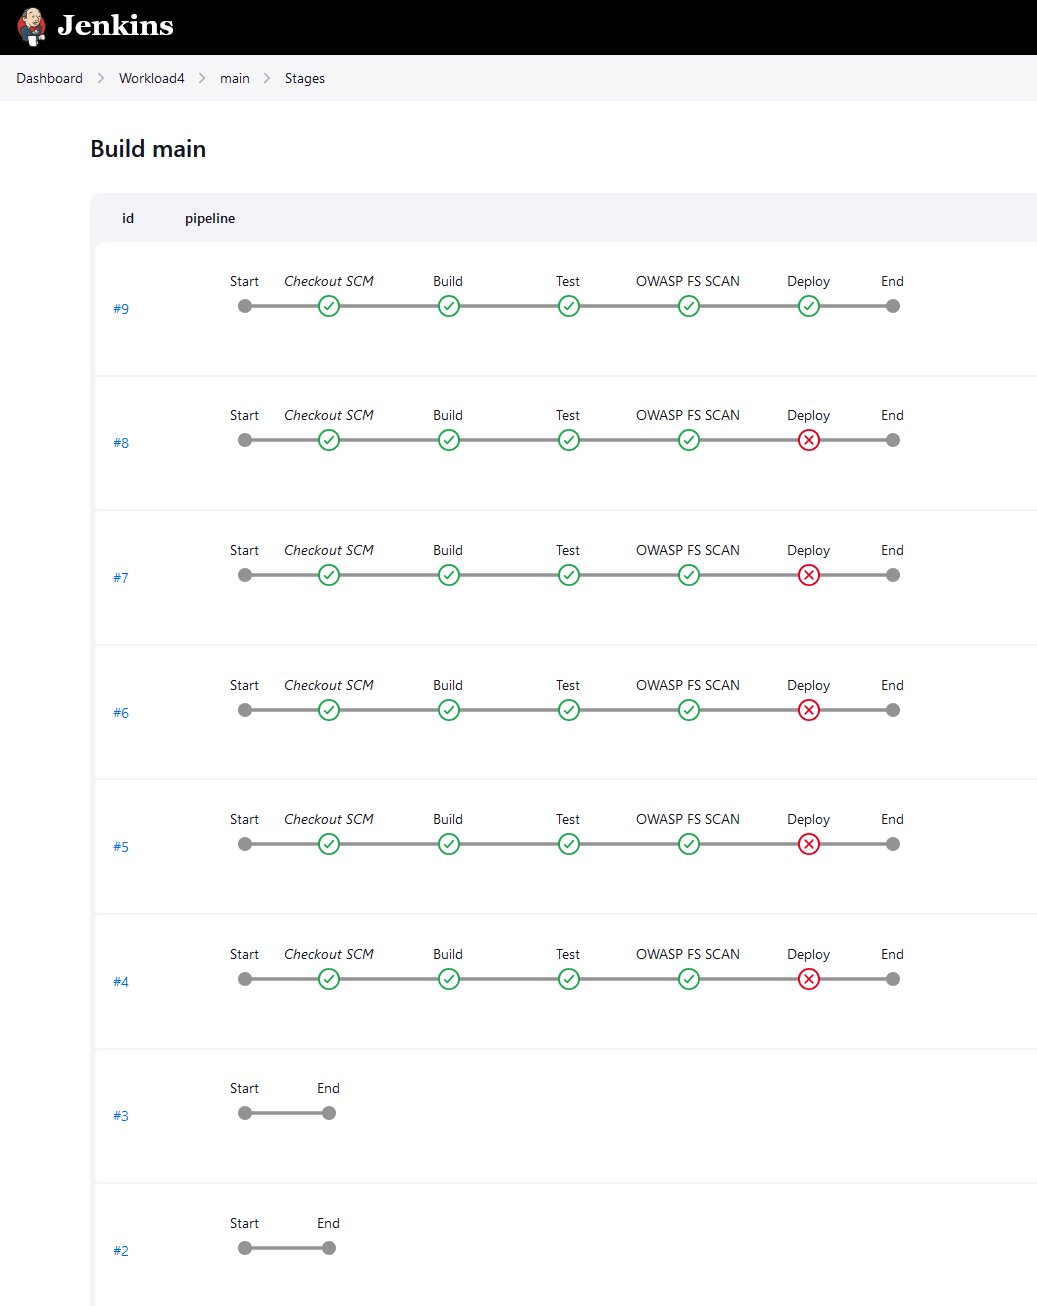 Jenkins
Dashboard Workload4 main Stages
Build main
id pipeline
Start Checkout SCM Build Test OWASP FS SCAN Deploy End
#9
Start Checkout SCM Build Test OWASP FS SCAN Deploy End
#8
Start Checkout SCM Build Test OWASP FS SCAN Deploy End
#7
Start Checkout SCM Build Test OWASP FS SCAN Deploy End
#6
Start Checkout SCM Build Test OWASP FS SCAN Deploy End
#5
Start Checkout SCM Build Test OWASP FS SCAN Deploy End
#4
Start End
#3
Start End
#2